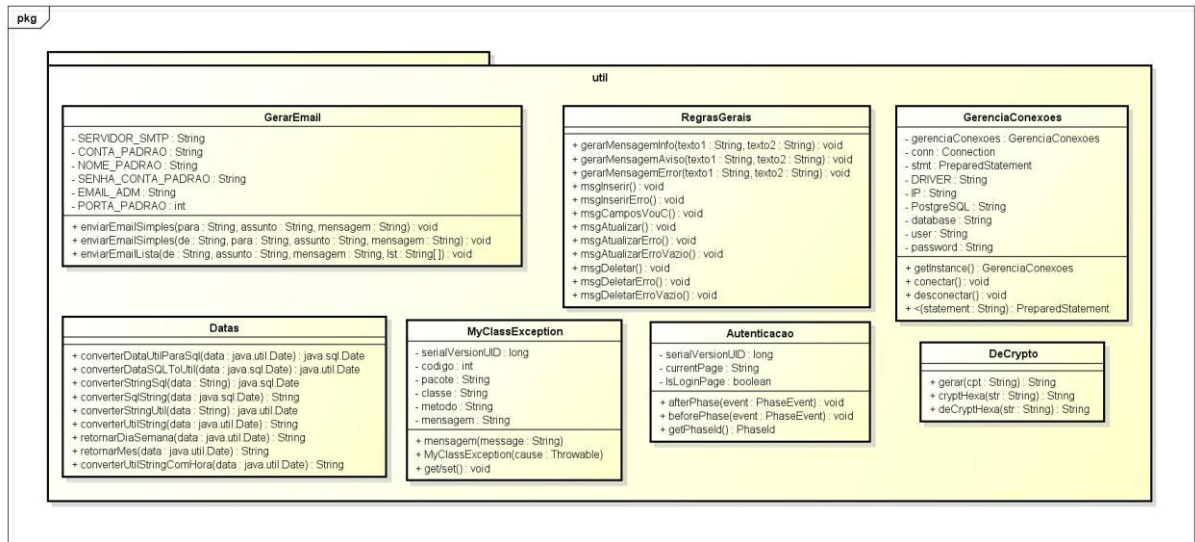 pkg
util
GerarEmail
- SERVIDOR_SMTP : String
- CONTA_PADRAO : String
- NOME_PADRAO : String
- SENHA_CONTA_PADRAO : String
- EMAIL_ADM : String
- PORTA_PADRAO : int
+ enviarEmailSimples(para : String, assunto : String, mensagem : String) : void
+ enviarEmailSimples(de : String, para : String, assunto : String, mensagem : String) : void
+ enviarEmailLista(de : String, assunto : String, mensagem : String, lst : String[ ]) : void
RegrasGerais
+ gerarMensagemInfo(texto1 : String, texto2 : String) : void
+ gerarMensagemAviso(texto1 : String, texto2 : String) : void
+ gerarMensagemError(texto1 : String, texto2 : String) : void
+ msgInserir() : void
+ msgInserirErro() : void
+ msgCamposVouC() : void
+ msgAtualizar() : void
+ msgAtualizarErro() : void
+ msgAtualizarErroVazio() : void
+ msgDeletar() : void
+ msgDeletarErro() : void
+ msgDeletarErroVazio() : void
GerenciaConexoes
- gerenciaConexoes : GerenciaConexoes
- conn : Connection
- stmt : PreparedStatement
- DRIVER : String
- IP : String
- PostgreSQL : String
- database : String
- user : String
- password : String
+ getInstance() : GerenciaConexoes
+ conectar() : void
+ desconectar() : void
+ <(statement : String) : PreparedStatement
Datas
+ converterDataUtilParaSql(data : java.util.Date) : java.sql.Date
+ converterDataSQLToUtil(data : java.sql.Date) : java.util.Date
+ converterStringSql(data : String) : java.sql.Date
+ converterSqlString(data : java.sql.Date) : String
+ converterStringUtil(data : String) : java.util.Date
+ converterUtilString(data : java.util.Date) : String
+ retornarDiaSemana(data : java.util.Date) : String
+ retornarMes(data : java.util.Date) : String
+ converterUtilStringComHora(data : java.util.Date) : String
MyClassException
- serialVersionUID : long
- codigo : int
- pacote : String
- classe : String
- metodo : String
- mensagem : String
+ mensagem(message : String)
+ MyClassException(cause : Throwable)
+ get/set() : void
Autenticacao
- serialVersionUID : long
- currentPage : String
- IsLoginPage : boolean
+ afterPhase(event : PhaseEvent) : void
+ beforePhase(event : PhaseEvent) : void
+ getPhaseId() : PhaseId
DeCrypto
+ gerar(cpt : String) : String
+ cryptHexa(str : String) : String
+ deCryptHexa(str : String) : String